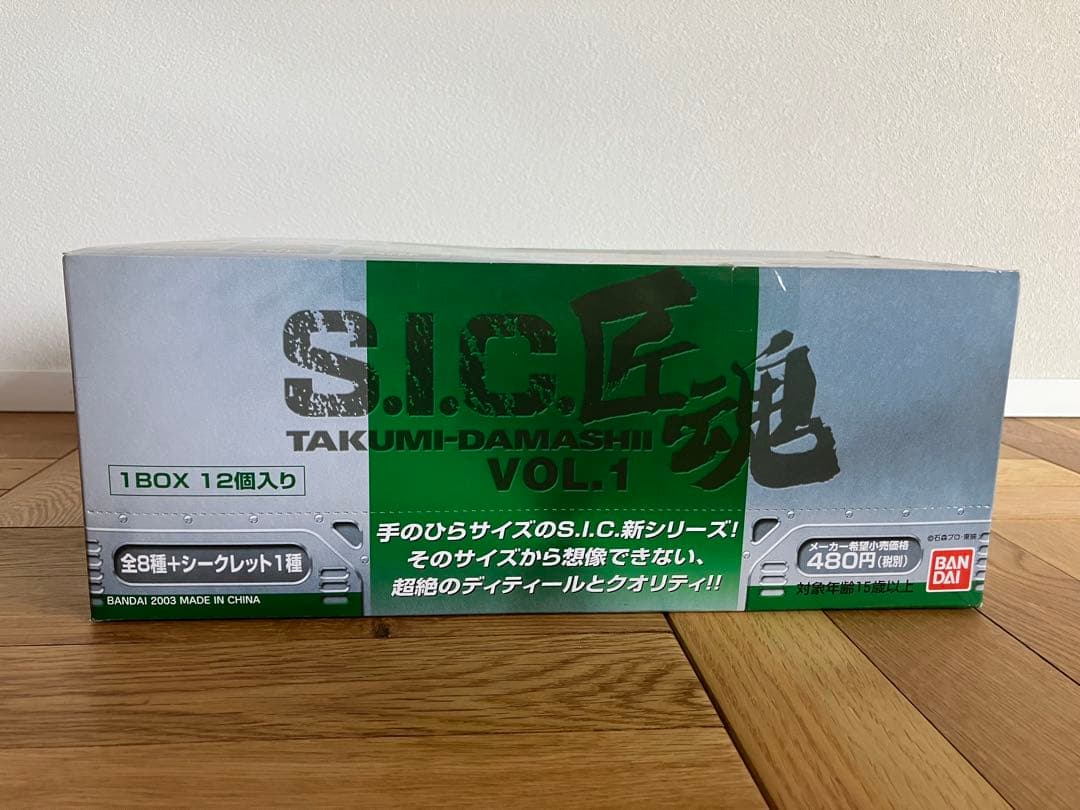 S.I.C.匠魂
TAKUMI-DAMASHII
VOL.1
1BOX 12個入り
手のひらサイズのS.I.C.新シリーズ!
そのサイズから想像できない、
超絶のディティールとクオリティ!!
全8種+シークレット1種
BANDAI 2003 MADE IN CHINA
メーカー希望小売価格
480円(税別)
対象年齢15歳以上
©石森プロ・東映
BAN
DAI